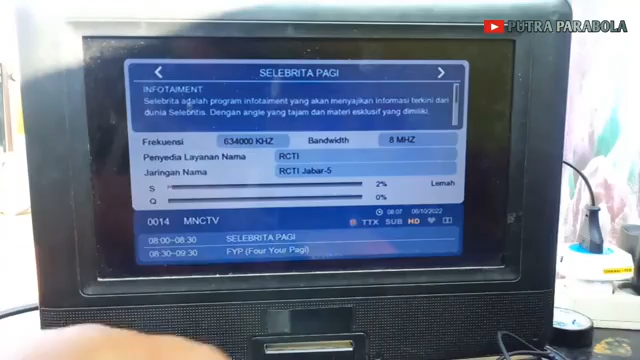 PUTRA PARABOLA
SELEBRITA PAGI
INFOTAIMENT
Selebrita adalah program infotaiment yang akan menyajikan informasi terkini dari
dunia Selebritis. Dengan angle yang tajam dan materi esklusif yang dimiliki
Frekuensi 634000 KHZ Bandwidth 8 MHZ
Penyedia Layanan Nama RCTI
Jaringan Nama RCTI Jabar-5
S 2% Lemah
Q 0%
08:07 06/10/2022
0014 MNCTV TTX SUB HD
08:00~08:30 SELEBRITA PAGI
08:30~09:30 FYP (Four Your Pagi)